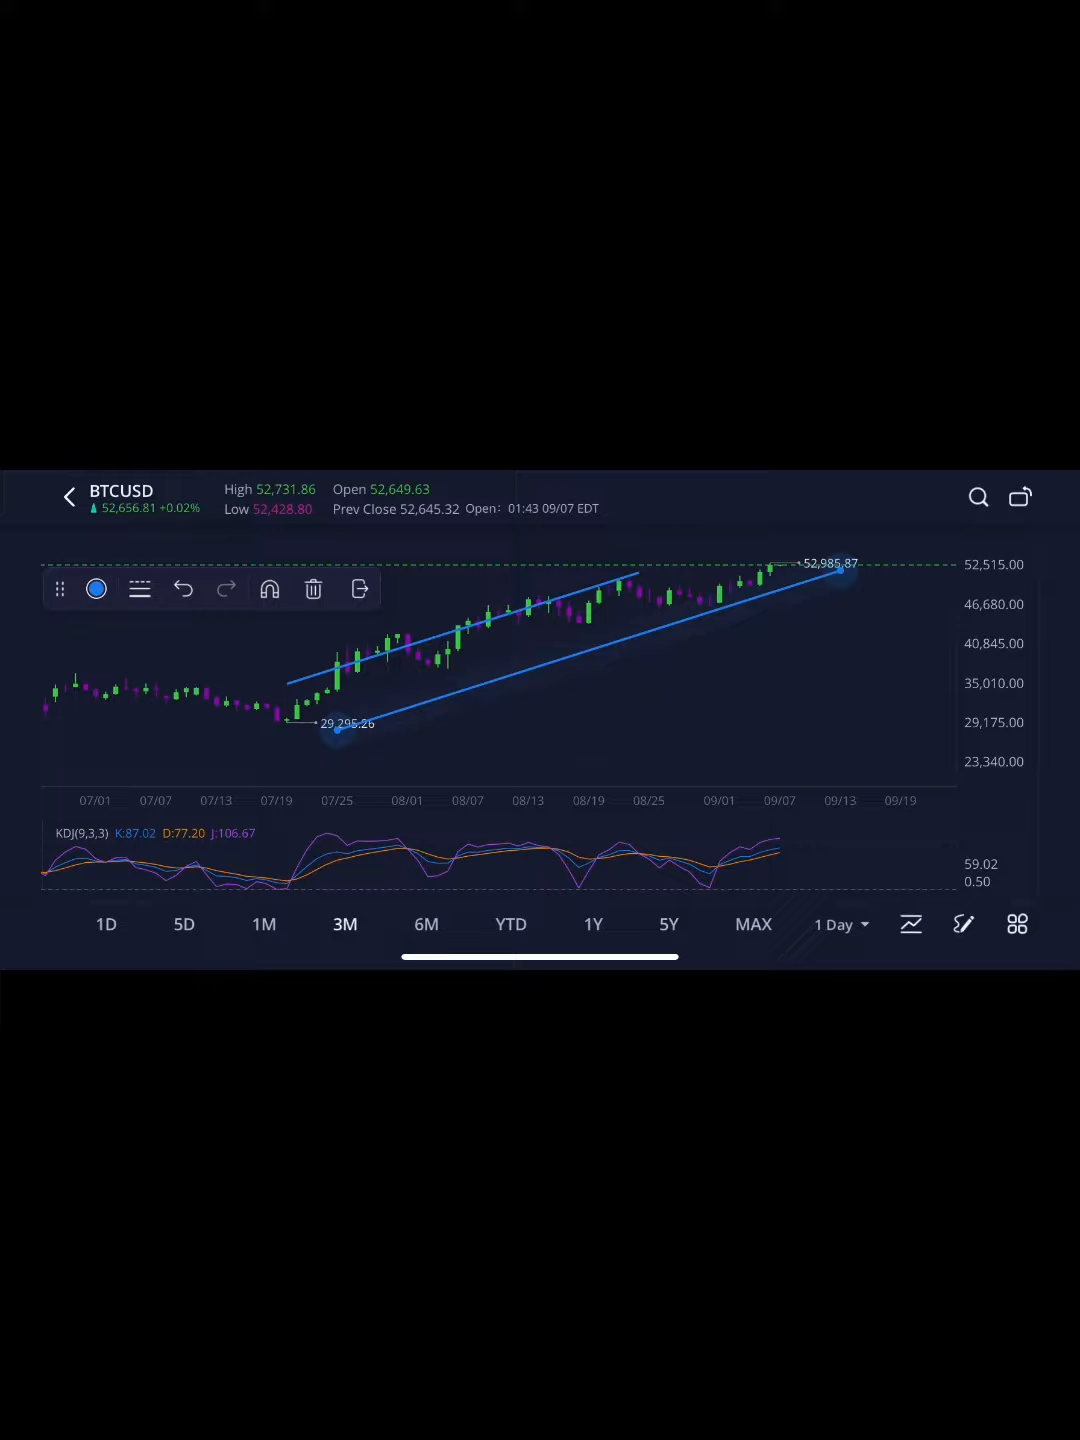 BTCUSD High 52,731.86 Open 52,649.63
52,656.81 +0.02% Low 52,428.80 Prev Close 52,645.32 Open: 01:43 09/07 EDT
52,985.87 52,515.00
46,680.00
40,845.00
35,010.00
29,295.26 29,175.00
23,340.00
07/01 07/07 07/13 07/19 07/25 08/01 08/07 08/13 08/19 08/25 09/01 09/07 09/13 09/19
KDJ(9,3,3) K:87.02 D:77.20 J:106.67
59.02
0.50
1D 5D 1M 3M 6M YTD 1Y 5Y MAX 1 Day